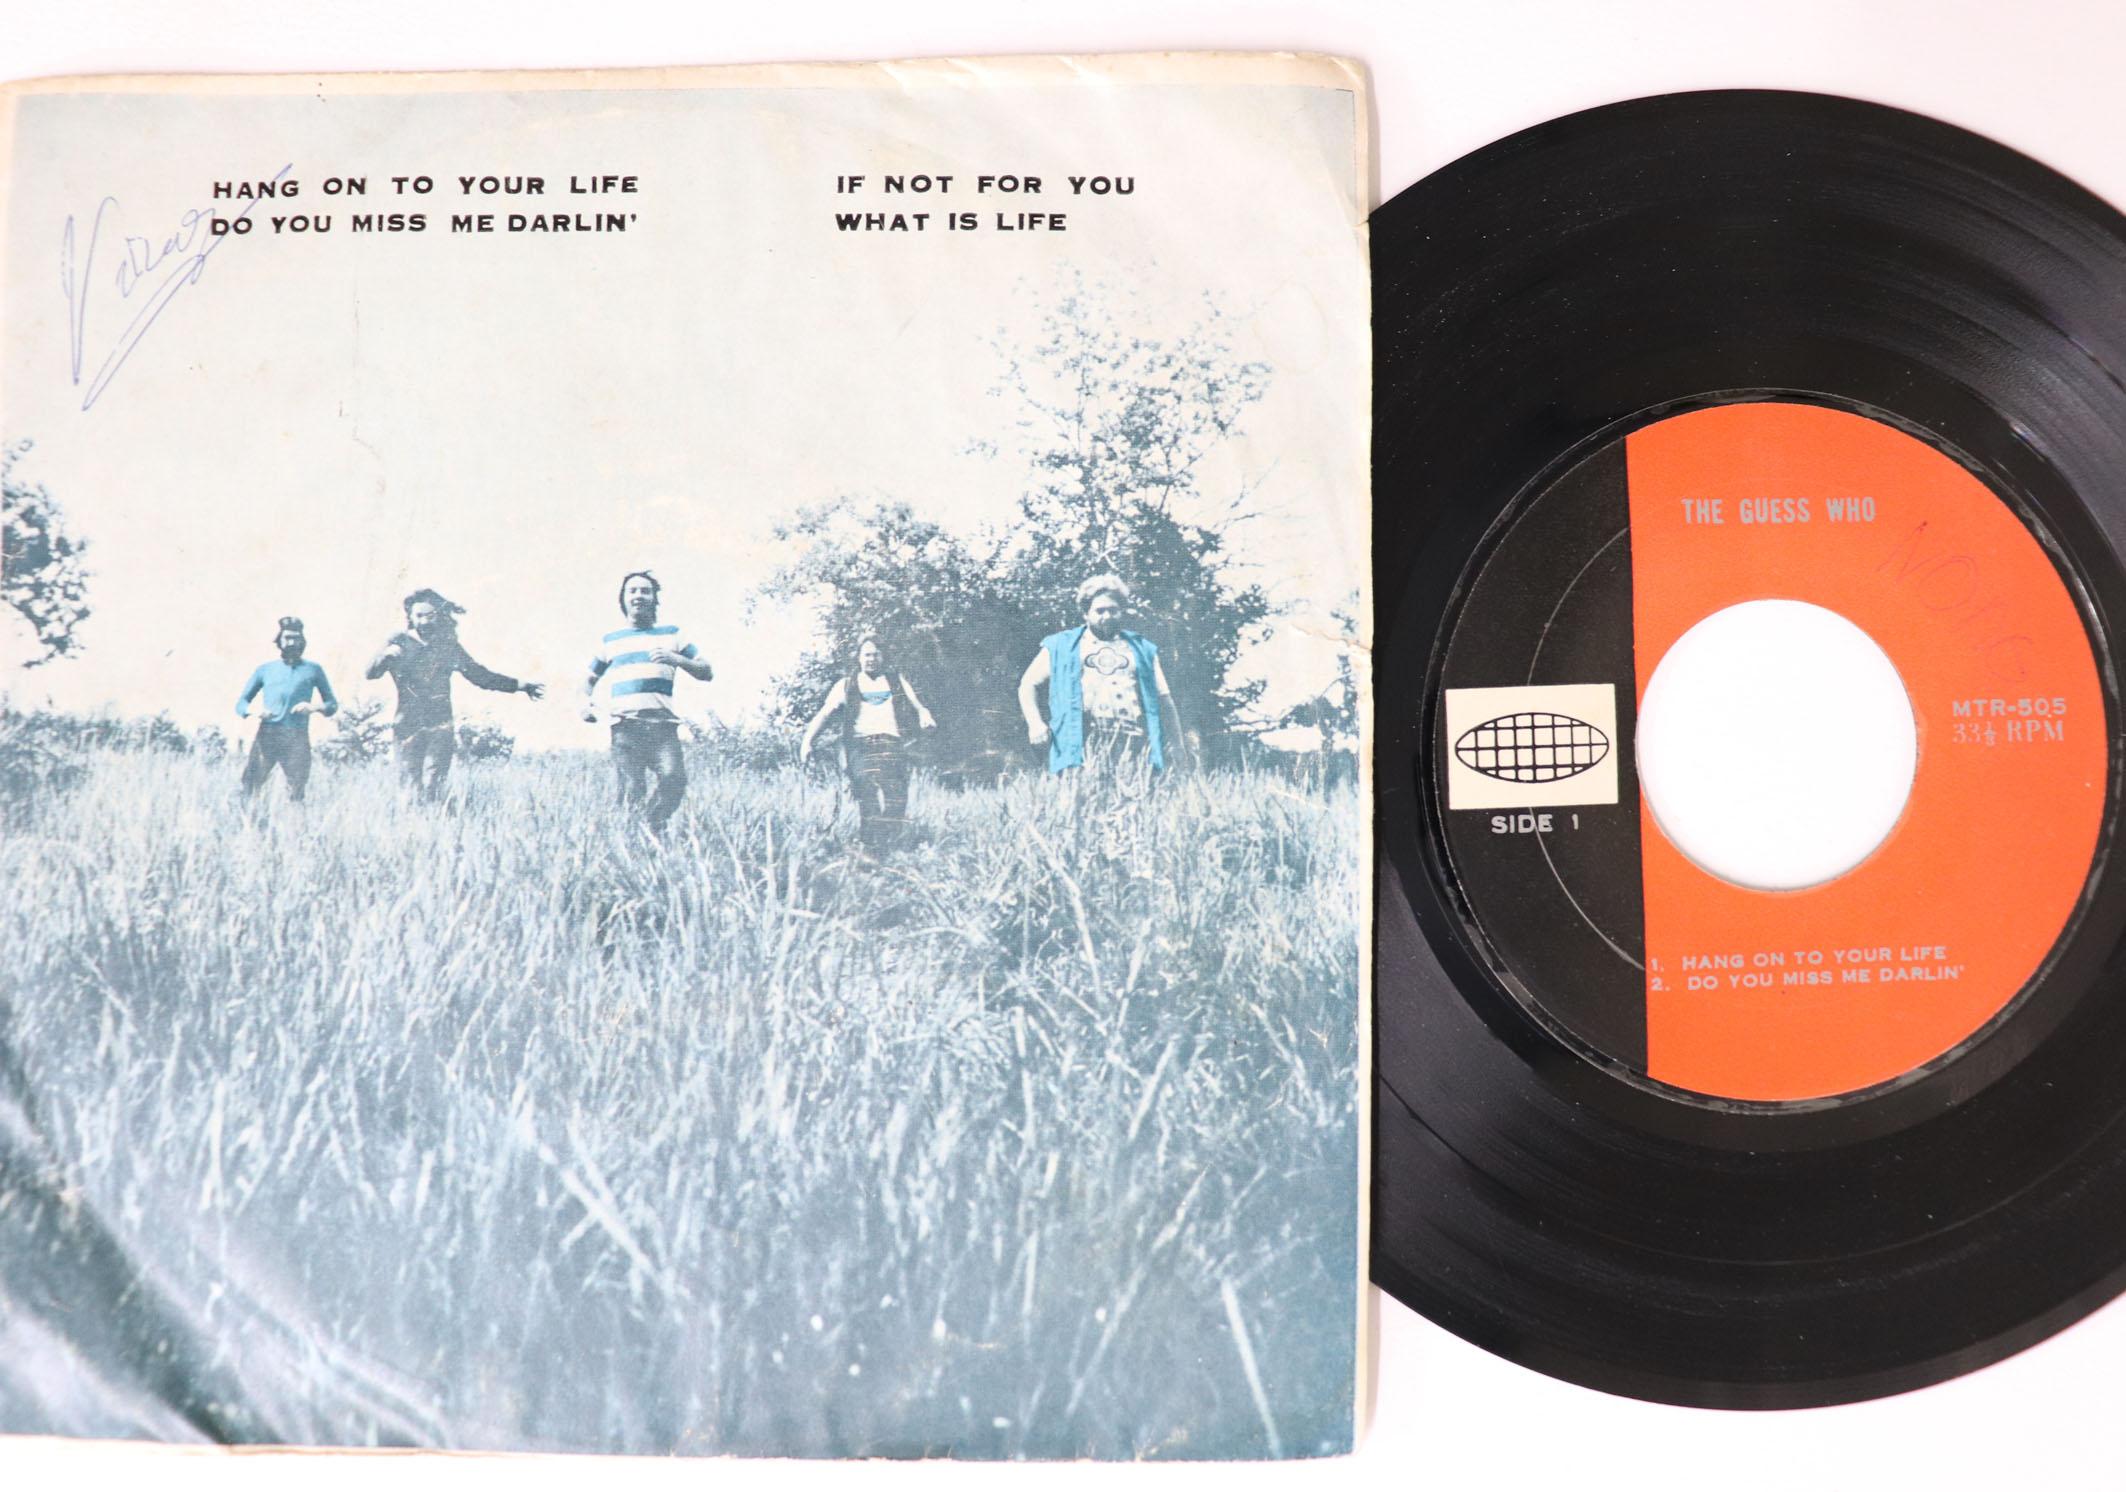 HANG ON TO YOUR LIFE
DO YOU MISS ME DARLIN'
IF NOT FOR YOU
WHAT IS LIFE
THE GUESS WHO
MTR-505
33⅓ RPM
SIDE 1
1. HANG ON TO YOUR LIFE
2. DO YOU MISS ME DARLIN'